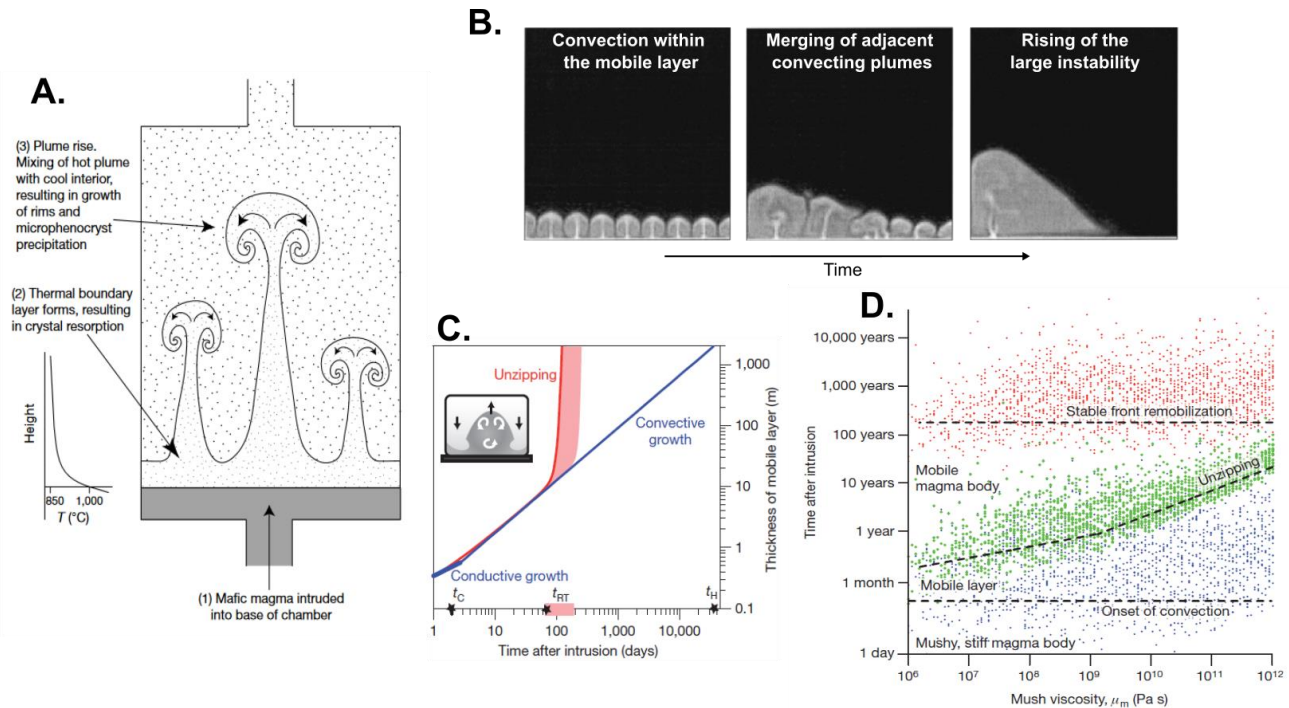 A.
(3) Plume rise.
Mixing of hot plume
with cool interior,
resulting in growth
of rims and
microphenocryst
precipitation
(2) Thermal boundary
layer forms, resulting
in crystal resorption
Height
850
1,000
T (°C)
(1) Mafic magma intruded
into base of chamber
B.
Convection within
the mobile layer
Merging of adjacent
convecting plumes
Rising of the
large instability
Time
C.
Unzipping
Convective
growth
Conductive growth
tC
tRT
tH
1,000
100
10
1
0.1
Thickness of mobile layer (m)
1
10
100
1,000
10,000
Time after intrusion (days)
D.
10,000 years
1,000 years
100 years
10 years
1 year
1 month
1 day
Time after intrusion
Stable front remobilization
Mobile
magma body
Unzipping
Mobile layer
Onset of convection
Mushy, stiff magma body
10⁶
10⁷
10⁸
10⁹
10¹⁰
10¹¹
10¹²
Mush viscosity, μm (Pa s)